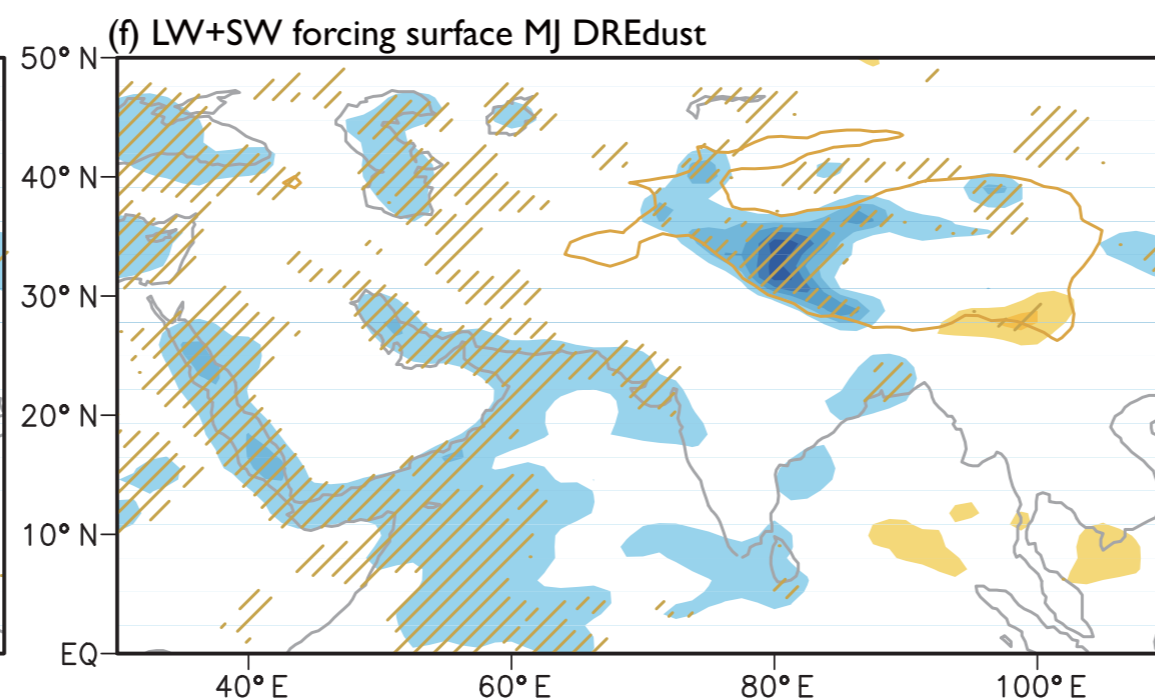 (f) LW+SW forcing surface MJ DREdust
50° N
40° N
30° N
20° N
10° N
EQ
40° E 60° E 80° E 100° E